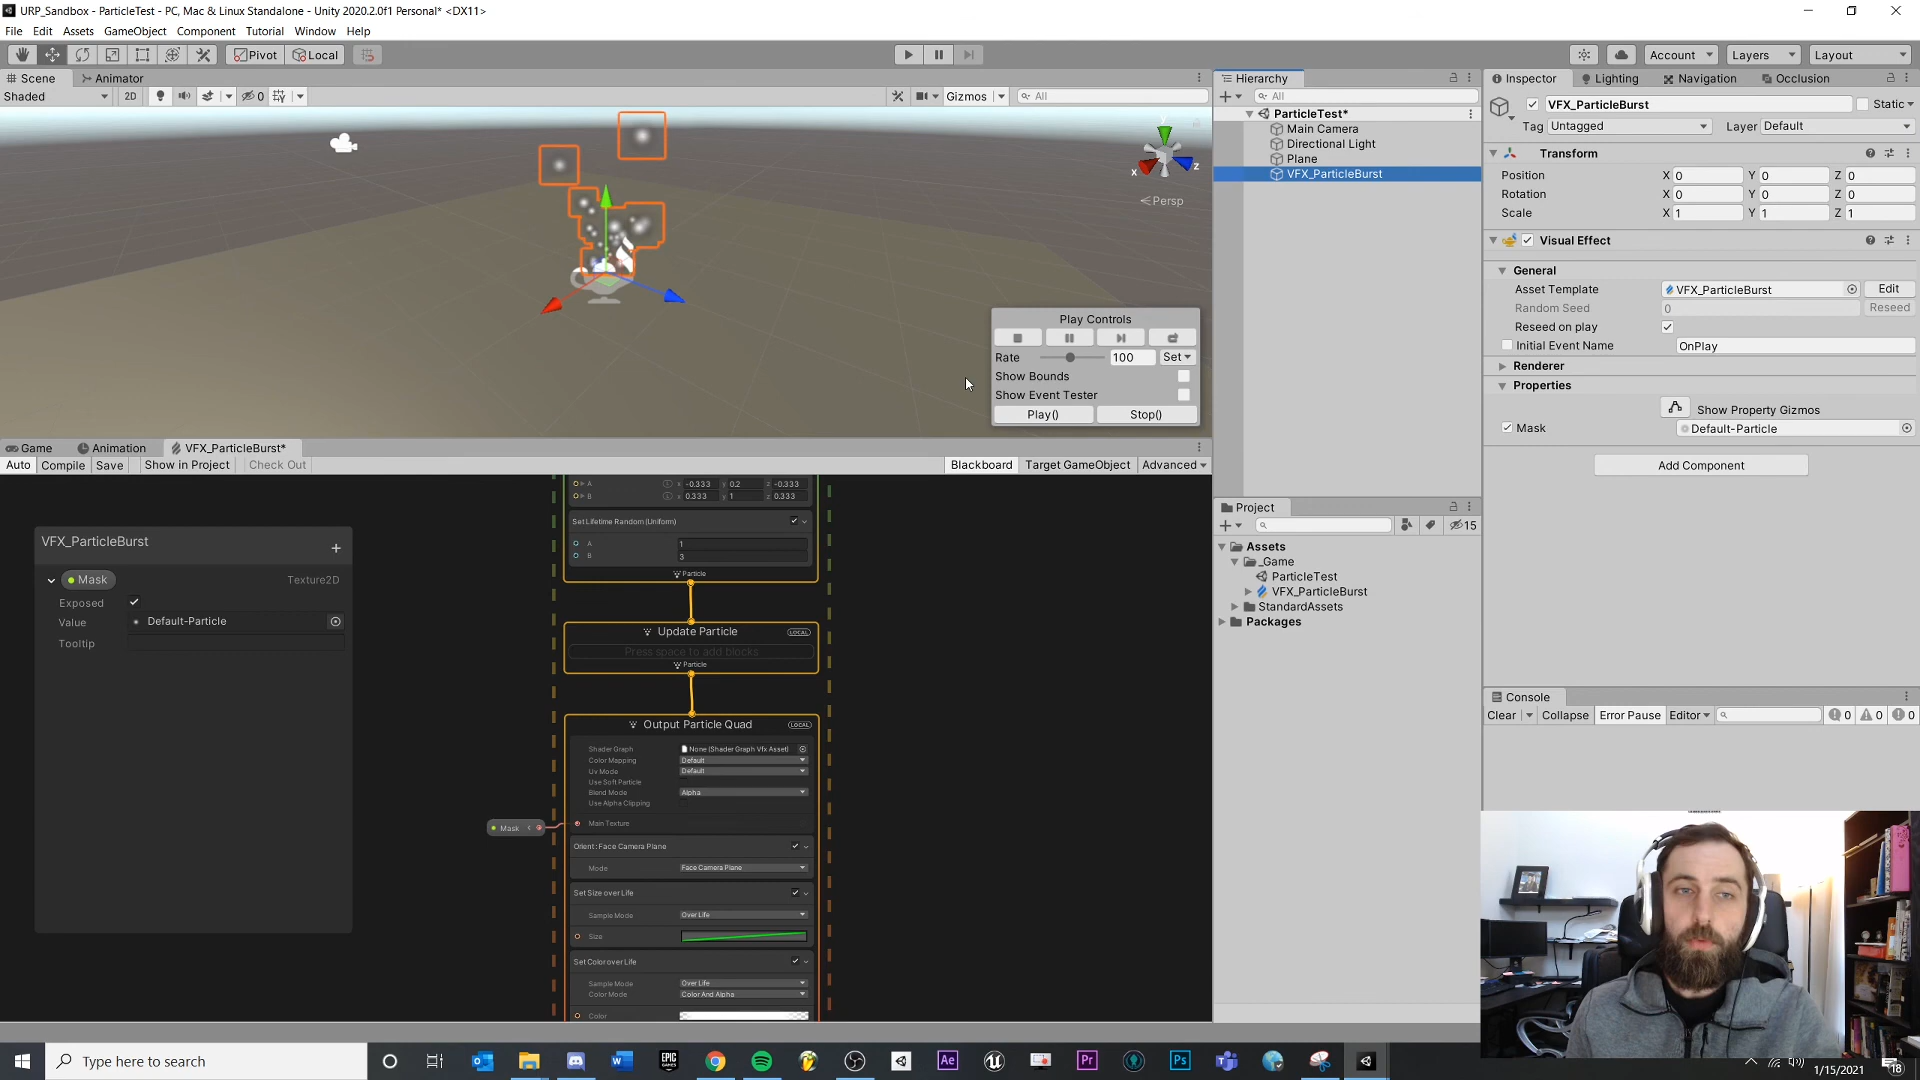 URP_Sandbox - ParticleTest - PC, Mac & Linux Standalone - Unity 2020.2.0f1 Personal* <DX11>
File Edit Assets GameObject Component Tutorial Window Help
Pivot Local Account Layers Layout
Scene Animator
Shaded 2D 0 Gizmos All
y
x
z
Persp
Play Controls
Rate 100 Set
Show Bounds
Show Event Tester
Play() Stop()
Game Animation VFX_ParticleBurst*
Auto Compile Save Show in Project Check Out Blackboard Target GameObject Advanced
VFX_ParticleBurst
+
Mask Texture2D
Exposed
Value Default-Particle
Tooltip
A x -0.333 y 0.2 z -0.333
B x 0.333 y 1 z 0.333
Set Lifetime Random (Uniform)
A 1
B 3
Particle
Update Particle LOCAL
Press space to add blocks
Particle
Output Particle Quad LOCAL
Shader Graph None (Shader Graph Vfx Asset)
Color Mapping Default
Uv Mode Default
Use Soft Particle
Blend Mode Alpha
Use Alpha Clipping
Mask
Main Texture
Orient : Face Camera Plane
Mode Face Camera Plane
Set Size over Life
Sample Mode Over Life
Size
Set Color over Life
Sample Mode Over Life
Color Mode Color And Alpha
Color
Hierarchy
All
ParticleTest*
Main Camera
Directional Light
Plane
VFX_ParticleBurst
Project
15
Assets
_Game
ParticleTest
VFX_ParticleBurst
StandardAssets
Packages
Inspector Lighting Navigation Occlusion
VFX_ParticleBurst Static
Tag Untagged Layer Default
Transform
Position X 0 Y 0 Z 0
Rotation X 0 Y 0 Z 0
Scale X 1 Y 1 Z 1
Visual Effect
General
Asset Template VFX_ParticleBurst Edit
Random Seed 0 Reseed
Reseed on play
Initial Event Name OnPlay
Renderer
Properties
Show Property Gizmos
Mask Default-Particle
Add Component
Console
Clear Collapse Error Pause Editor 0 0 0
Type here to search
EPIC GAMES
Ae
Pr
Ps
1/15/2021
18